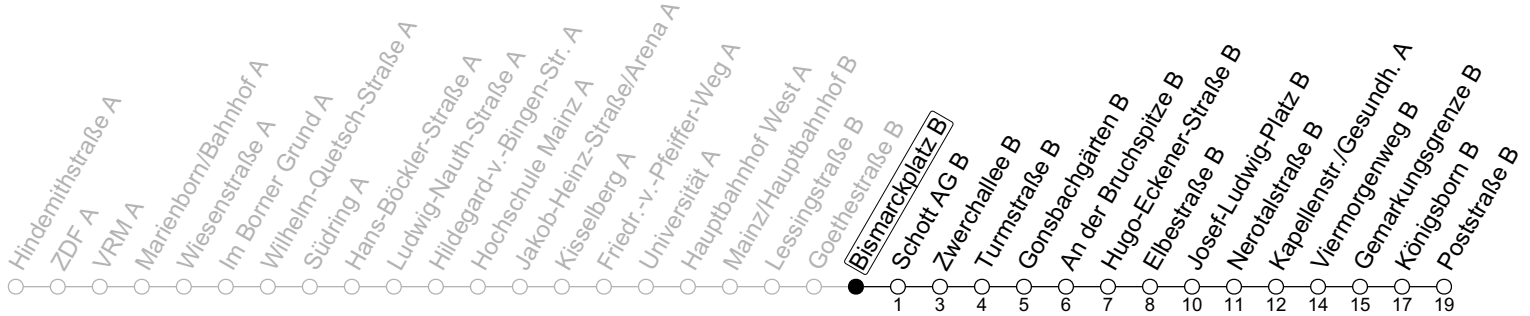 Hindemithstraße A
ZDF A
VRM A
Marienborn/Bahnhof A
Wiesenstraße A
Im Borner Grund A
Wilhelm-Quetsch-Straße A
Südring A
Hans-Böckler-Straße A
Ludwig-Nauth-Straße A
Hildegard-v.-Bingen-Str. A
Hochschule Mainz A
Jakob-Heinz-Straße/Arena A
Kisselberg A
Friedr.-v.-Pfeiffer-Weg A
Universität A
Hauptbahnhof West A
Mainz/Hauptbahnhof B
Lessingstraße B
Goethestraße B
Bismarckplatz B
Schott AG B
Zwerchallee B
Turmstraße B
Gonsbachgärten B
An der Bruchspitze B
Hugo-Eckener-Straße B
Elbestraße B
Josef-Ludwig-Platz B
Nerotalstraße B
Kapellenstr./Gesundh. A
Viermorgenweg B
Gemarkungsgrenze B
Königsborn B
Poststraße B
1 3 4 5 6 7 8 10 11 12 14 15 17 19